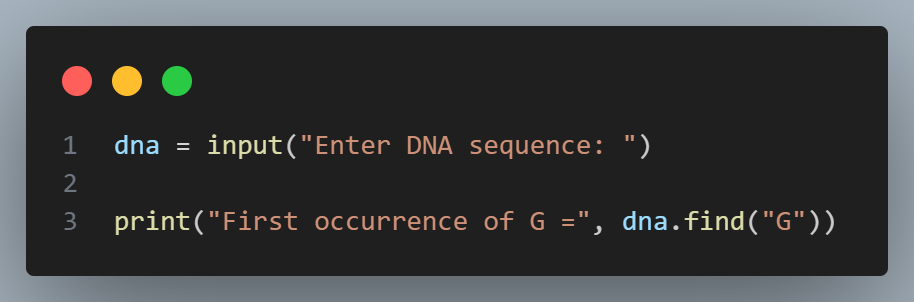 1 dna = input("Enter DNA sequence: ")
2
3 print("First occurrence of G =", dna.find("G"))